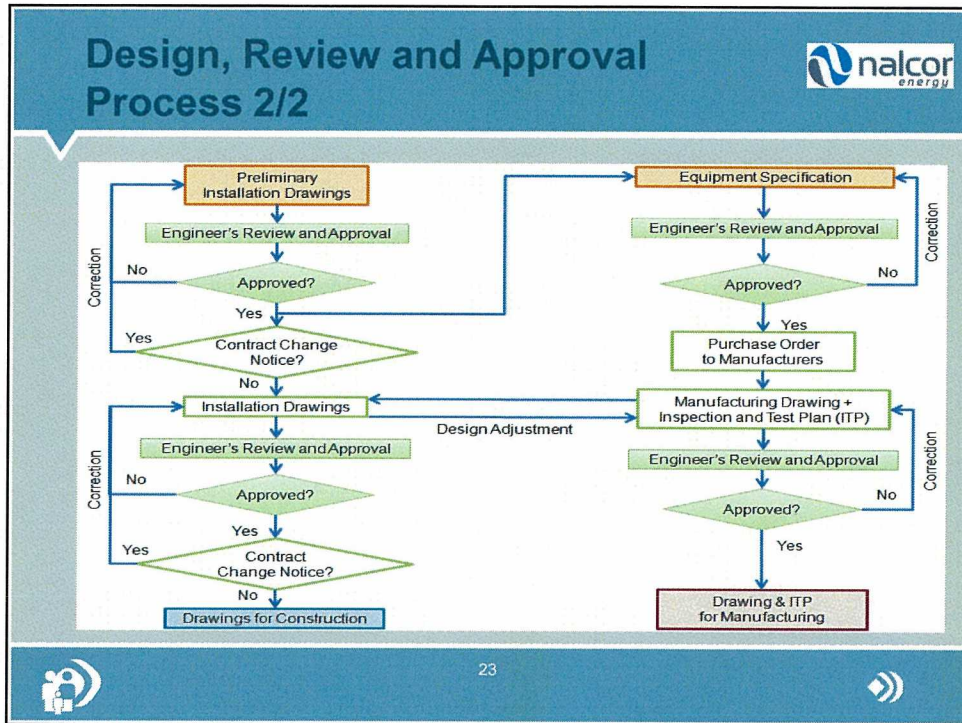 Design, Review and Approval
Process 2/2
nalcor
energy
Preliminary
Installation Drawings
Engineer's Review and Approval
Correction
No
Approved?
Yes
Yes
Contract Change
Notice?
No
Installation Drawings
Engineer's Review and Approval
Correction
No
Approved?
Yes
Yes
Contract
Change Notice?
No
Drawings for Construction
Design Adjustment
Equipment Specification
Engineer's Review and Approval
Correction
No
Approved?
Yes
Purchase Order
to Manufacturers
Manufacturing Drawing +
Inspection and Test Plan (ITP)
Engineer's Review and Approval
Correction
No
Approved?
Yes
Drawing & ITP
for Manufacturing
23